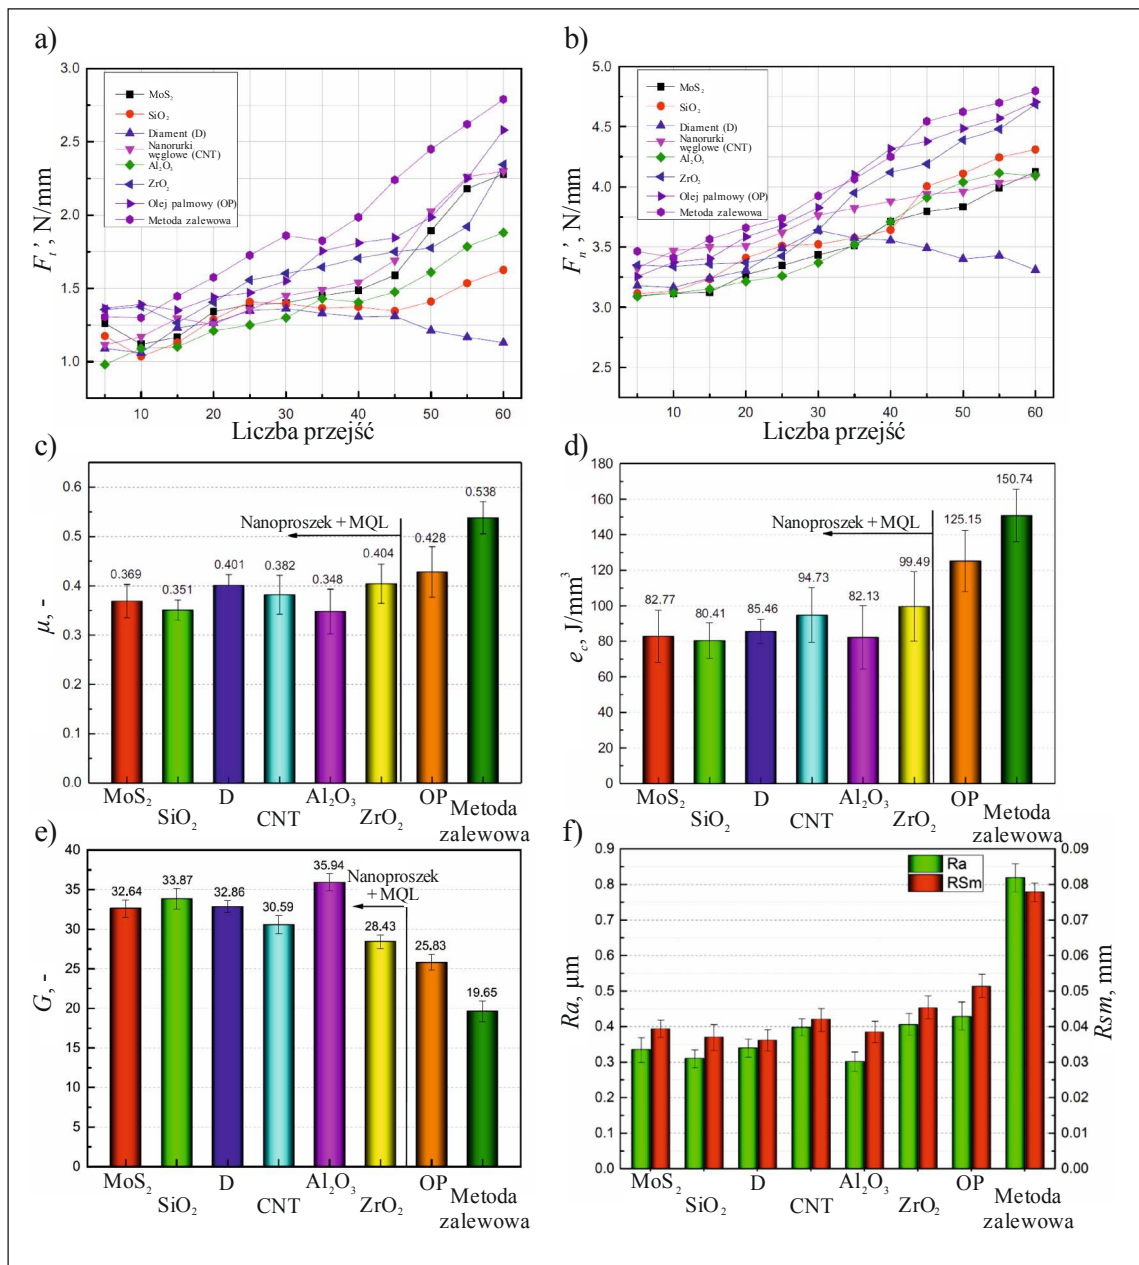 a)
3.0
2.5
2.0
1.5
1.0
Fₜ', N/mm
MoS₂
SiO₂
Diament (D)
Nanorurki
węglowe (CNT)
Al₂O₃
ZrO₂
Olej palmowy (OP)
Metoda zalewowa
10 20 30 40 50 60
Liczba przejść
b)
5.0
4.5
4.0
3.5
3.0
2.5
Fₙ', N/mm
MoS₂
SiO₂
Diament (D)
Nanorurki
węglowe (CNT)
Al₂O₃
ZrO₂
Olej palmowy (OP)
Metoda zalewowa
10 20 30 40 50 60
Liczba przejść
c)
0.6
0.5
0.4
0.3
0.2
0.1
0.0
μ, -
Nanoproszek + MQL
0.369 0.351 0.401 0.382 0.348 0.404 0.428 0.538
MoS₂ SiO₂ D CNT Al₂O₃ ZrO₂ OP Metoda
zalewowa
d)
180
160
140
120
100
80
60
40
20
0
e_c, J/mm³
Nanoproszek + MQL
82.77 80.41 85.46 94.73 82.13 99.49 125.15 150.74
MoS₂ SiO₂ D CNT Al₂O₃ ZrO₂ OP Metoda
zalewowa
e)
40
35
30
25
20
15
10
5
0
G, -
Nanoproszek
+ MQL
32.64 33.87 32.86 30.59 35.94 28.43 25.83 19.65
MoS₂ SiO₂ D CNT Al₂O₃ ZrO₂ OP Metoda
zalewowa
f)
0.9
0.8
0.7
0.6
0.5
0.4
0.3
0.2
0.1
0.0
Ra, μm
Ra
RSm
0.09
0.08
0.07
0.06
0.05
0.04
0.03
0.02
0.01
0.00
Rsm, mm
MoS₂ SiO₂ D CNT Al₂O₃ ZrO₂ OP Metoda
zalewowa